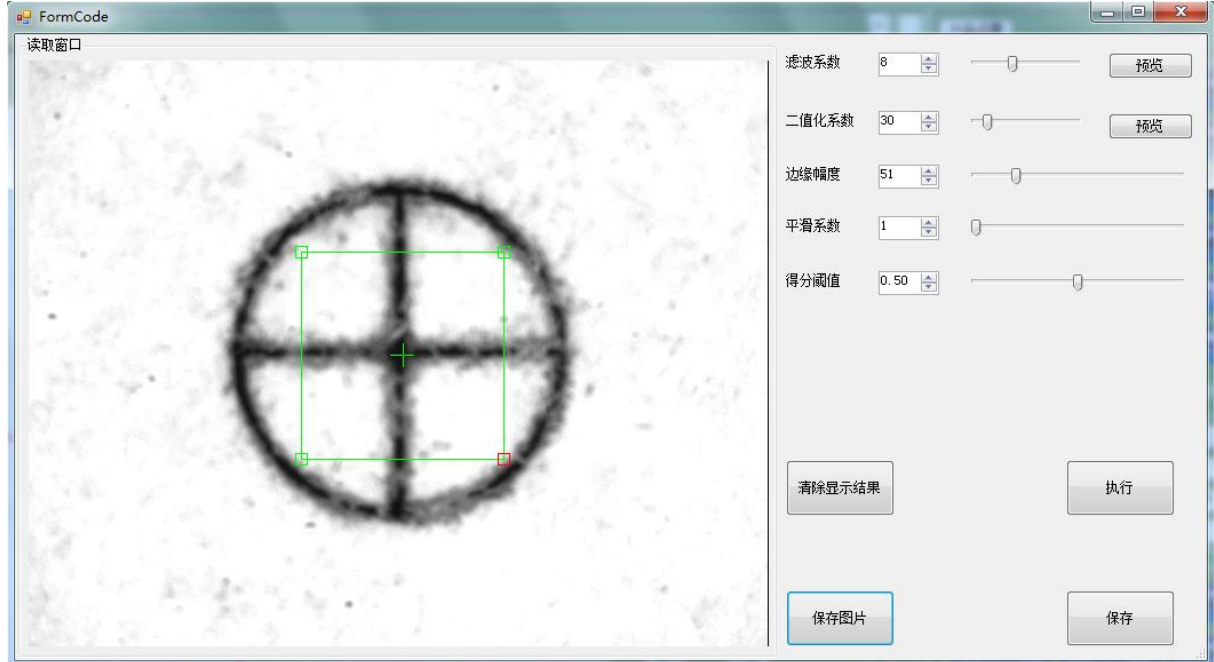 FormCode
读取窗口
滤波系数 8 预览
二值化系数 30 预览
边缘幅度 51
平滑系数 1
得分阈值 0.50
清除显示结果 执行
保存图片 保存